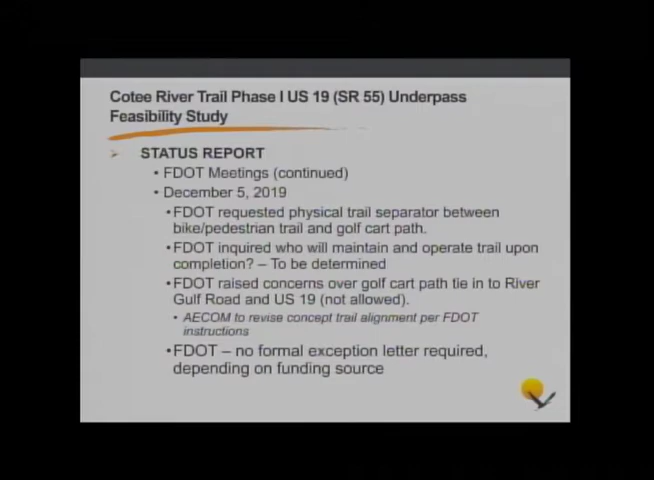 Cotee River Trail Phase I US 19 (SR 55) Underpass
Feasibility Study
STATUS REPORT
• FDOT Meetings (continued)
• December 5, 2019
•FDOT requested physical trail separator between
bike/pedestrian trail and golf cart path.
•FDOT inquired who will maintain and operate trail upon
completion? – To be determined
•FDOT raised concerns over golf cart path tie in to River
Gulf Road and US 19 (not allowed).
• AECOM to revise concept trail alignment per FDOT
instructions
•FDOT – no formal exception letter required,
depending on funding source